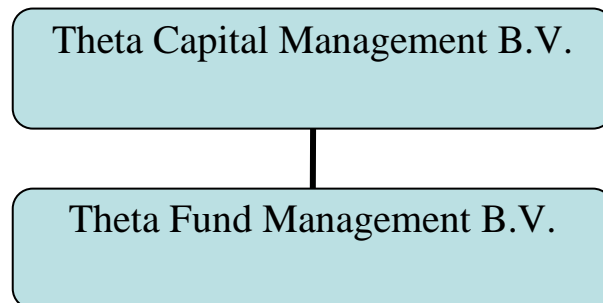 Theta Capital Management B.V.
Theta Fund Management B.V.